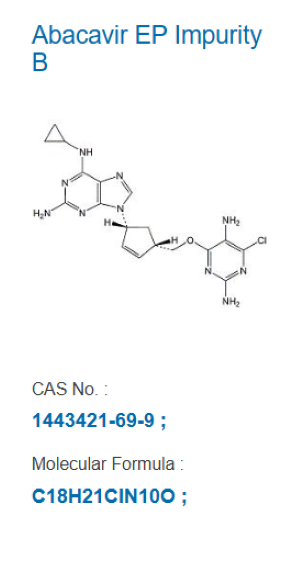 Abacavir EP Impurity
B
NH
N
N
N
N
H₂N
H
H
O
NH₂
Cl
N
N
NH₂
CAS No. :
1443421-69-9 ;
Molecular Formula :
C18H21ClN10O ;